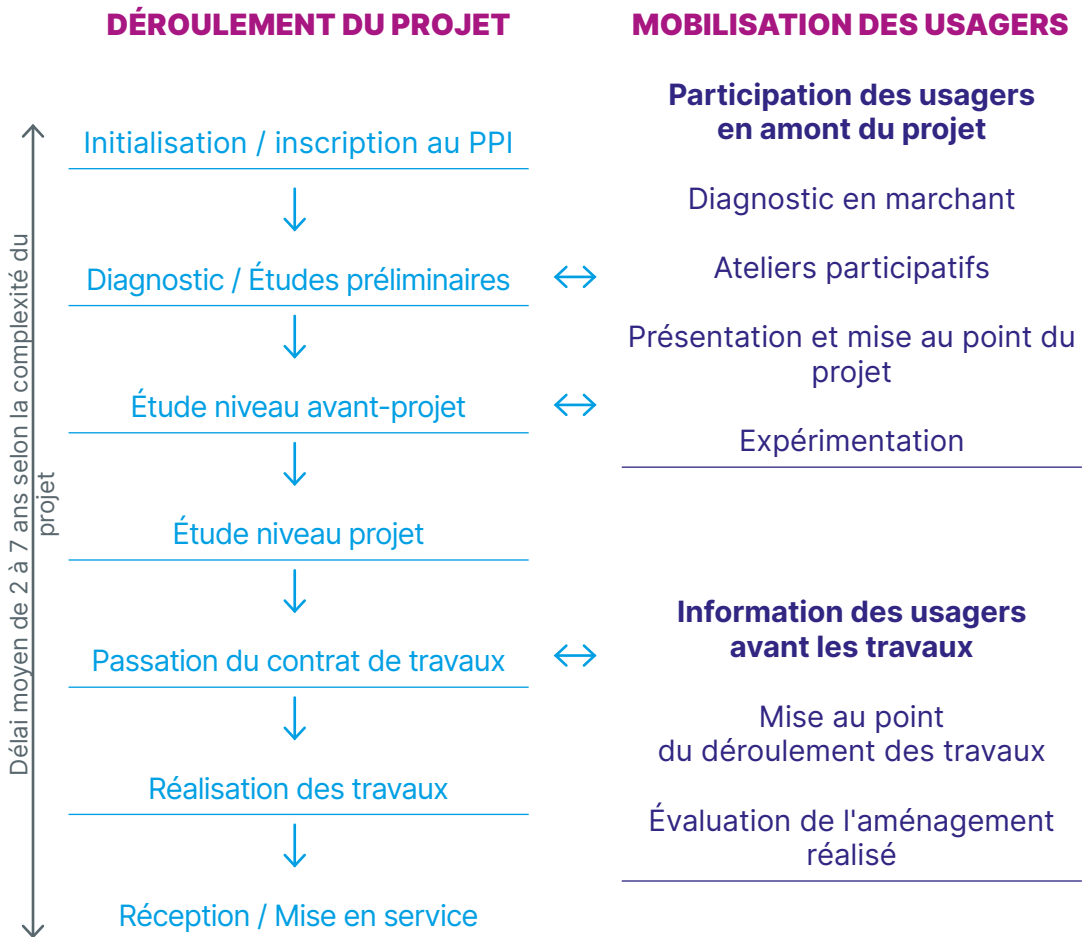 DÉROULEMENT DU PROJET
Initialisation / inscription au PPI
Diagnostic / Études préliminaires
Étude niveau avant-projet
Étude niveau projet
Passation du contrat de travaux
Réalisation des travaux
Réception / Mise en service
Délai moyen de 2 à 7 ans selon la complexité du
projet
MOBILISATION DES USAGERS
Participation des usagers
en amont du projet
Diagnostic en marchant
Ateliers participatifs
Présentation et mise au point du
projet
Expérimentation
Information des usagers
avant les travaux
Mise au point
du déroulement des travaux
Évaluation de l'aménagement
réalisé